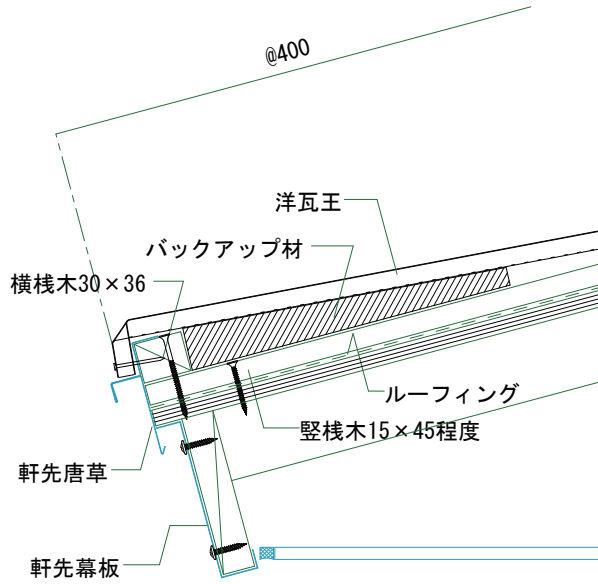 @400
洋瓦王
バックアップ材
横桟木30×36
ルーフィング
竪桟木15×45程度
軒先唐草
軒先幕板